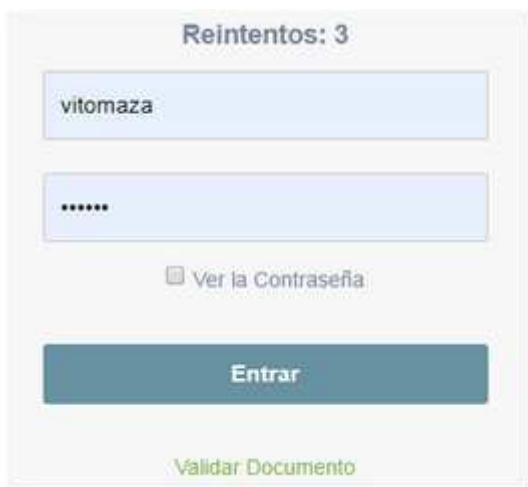 Reintentos: 3
vitomaza
••••••
Ver la Contraseña
Entrar
Validar Documento